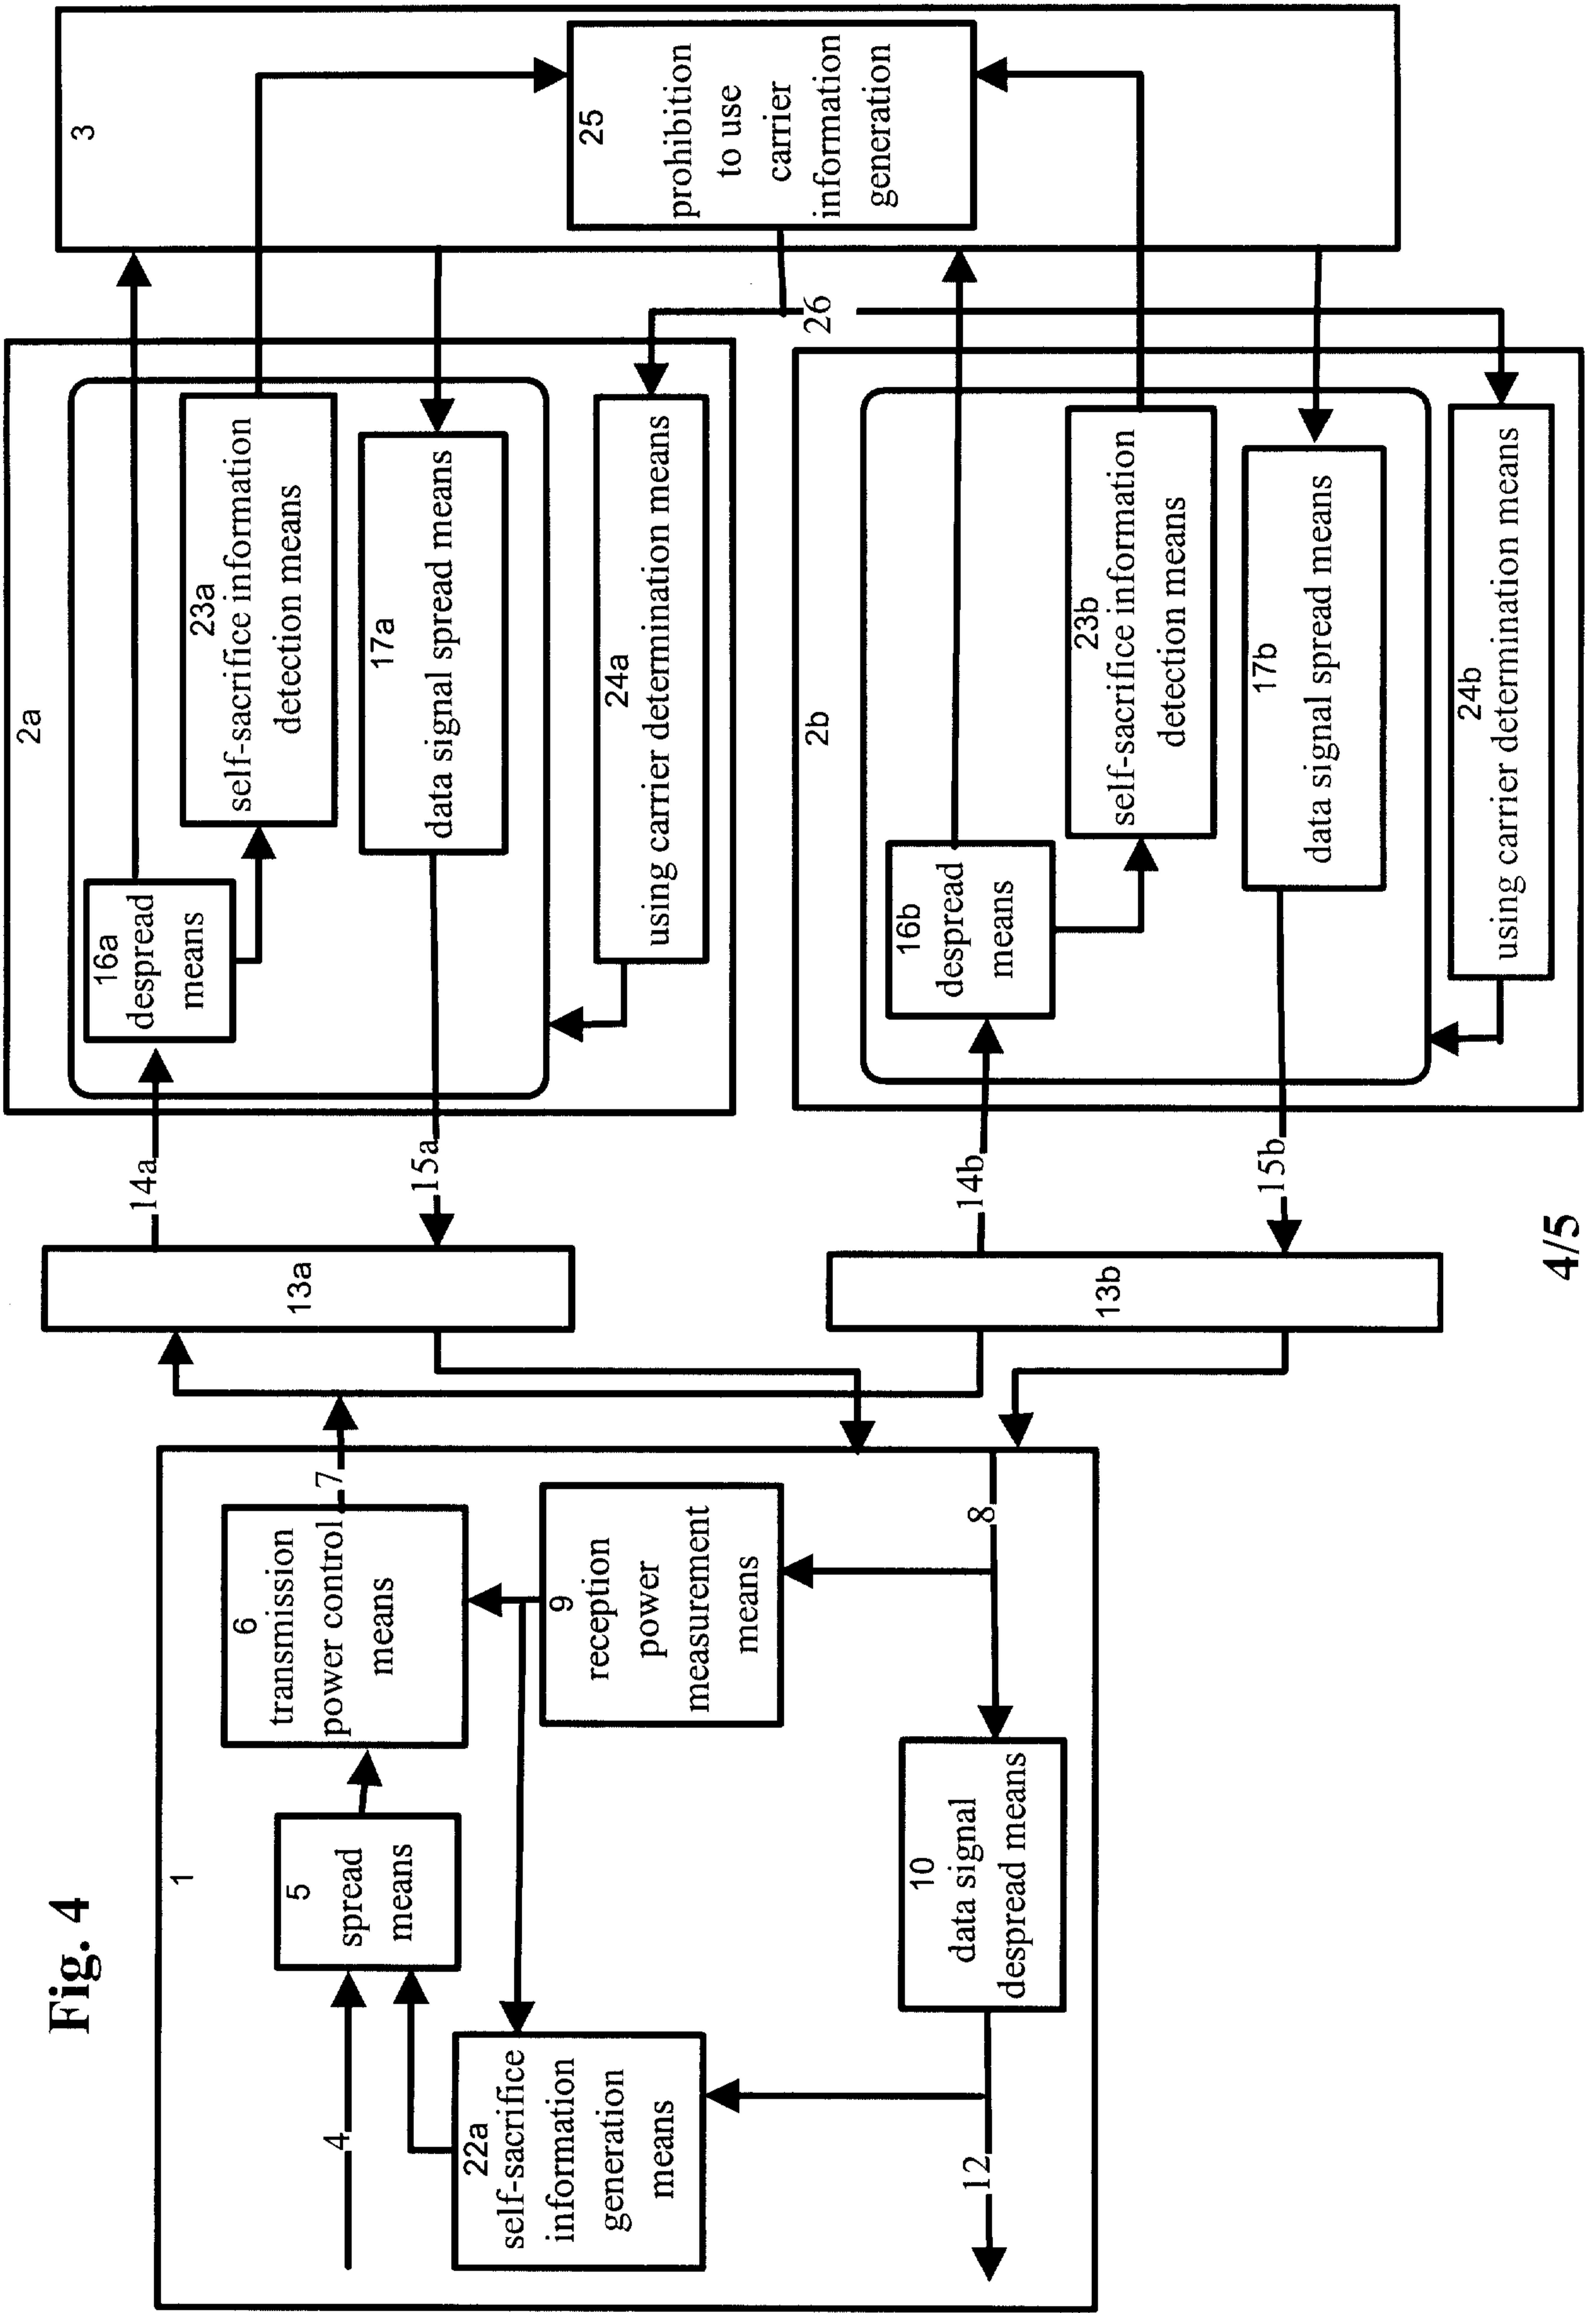 Fig. 4
1
4
5
spread
means
6
transmission
power control
means
7
22a
self-sacrifice
information
generation
means
9
reception
power
measurement
means
8
10
data signal
despread means
12
13a
14a
15a
13b
14b
15b
2a
16a
despread
means
23a
self-sacrifice information
detection means
17a
data signal spread means
24a
using carrier determination means
2b
16b
despread
means
23b
self-sacrifice information
detection means
17b
data signal spread means
24b
using carrier determination means
26
3
25
prohibition
to use
carrier
information
generation
4/5